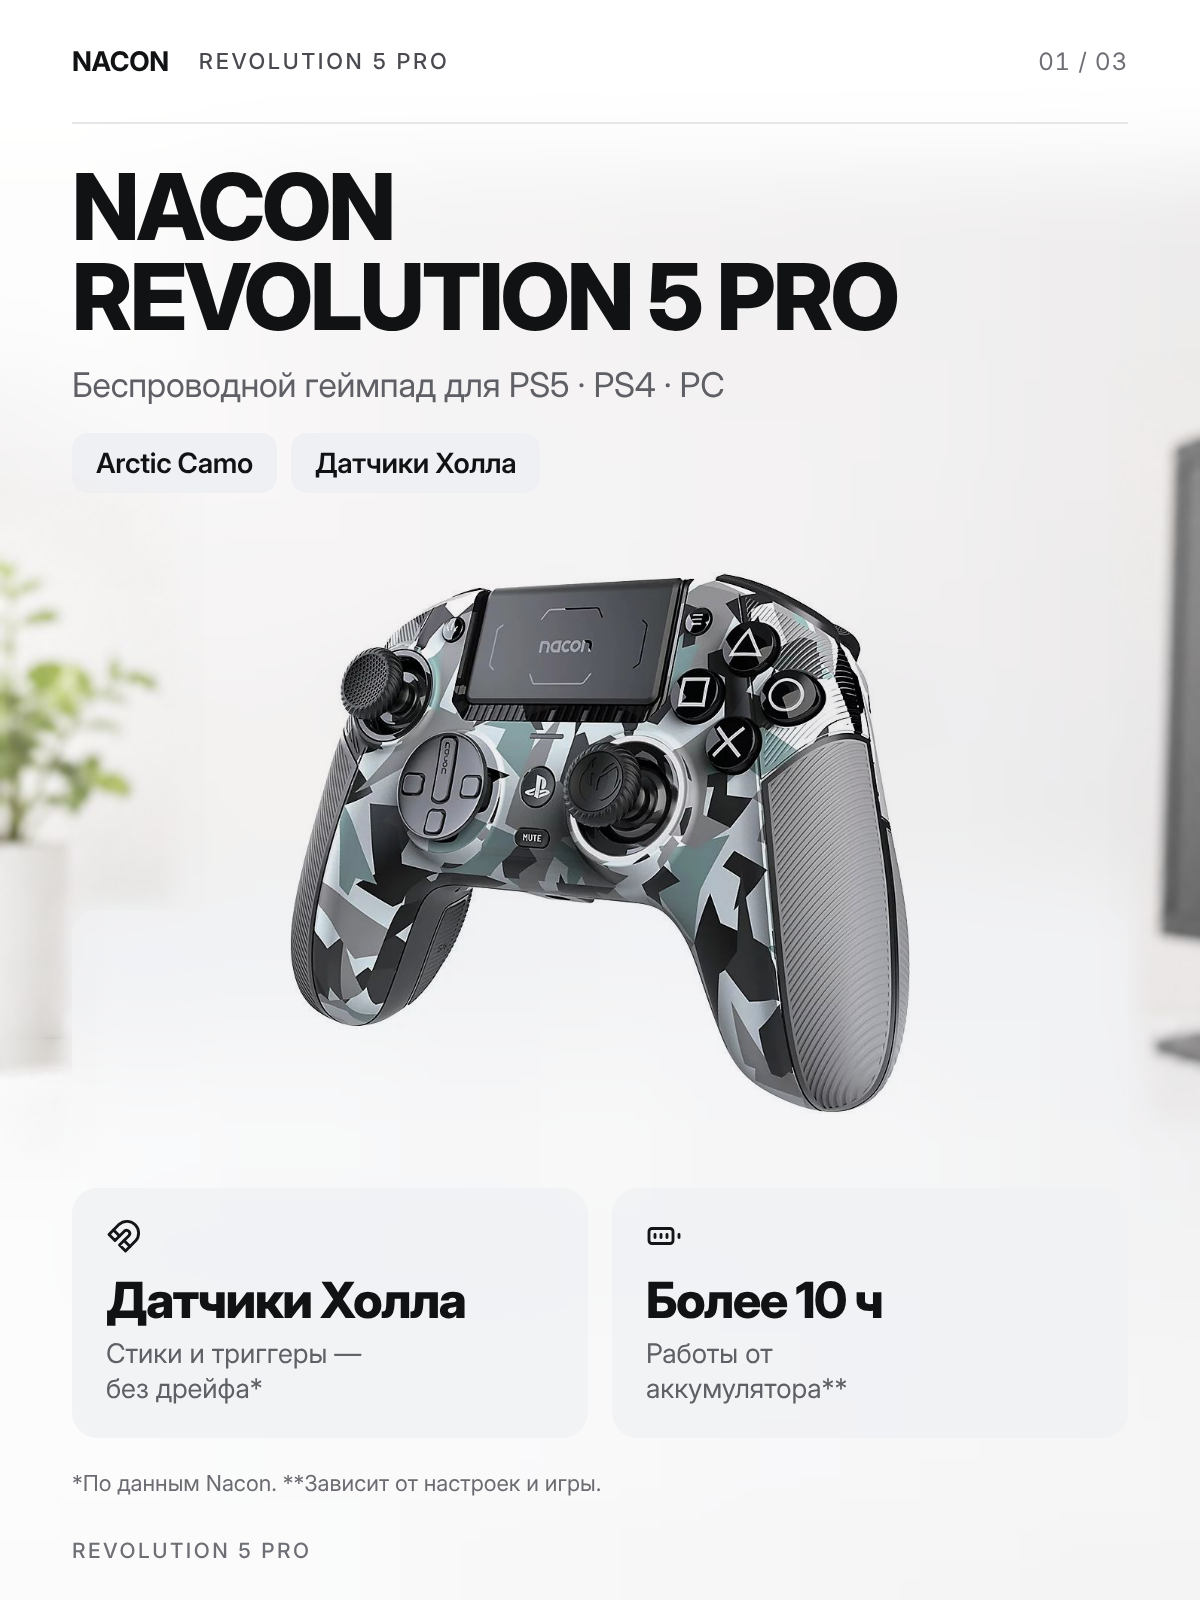 NACON REVOLUTION 5 PRO 01 / 03
NACON
REVOLUTION 5 PRO
Беспроводной геймпад для PS5 · PS4 · PC
Arctic Camo Датчики Холла
nacon
nacon
MUTE
Датчики Холла
Стики и триггеры —
без дрейфа*
Более 10 ч
Работы от
аккумулятора**
*По данным Nacon. **Зависит от настроек и игры.
REVOLUTION 5 PRO